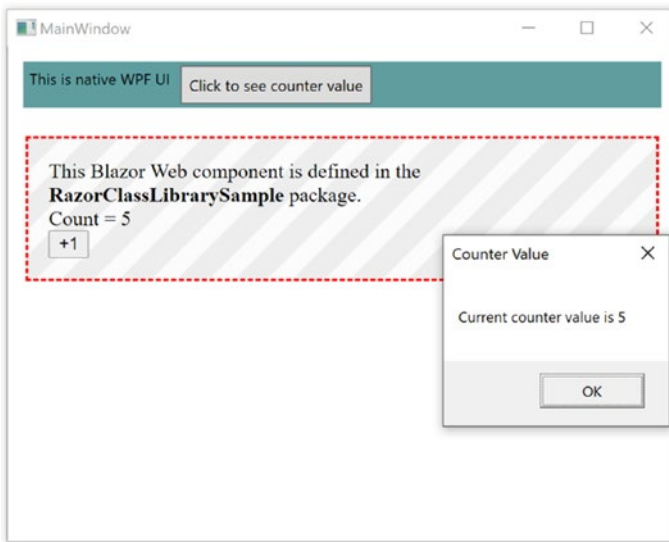 MainWindow
This is native WPF UI
Click to see counter value
This Blazor Web component is defined in the
RazorClassLibrarySample package.
Count = 5
+1
Counter Value
Current counter value is 5
OK